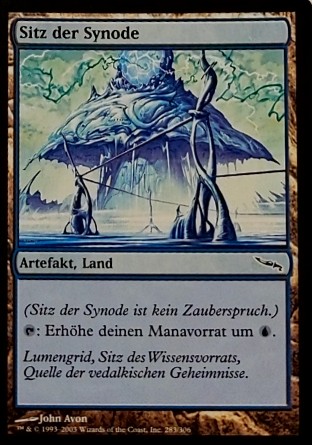 Sitz der Synode
Artefakt, Land
(Sitz der Synode ist kein Zauberspruch.)
: Erhöhe deinen Manavorrat um .
Lumengrid, Sitz des Wissensvorrats,
Quelle der vedalkischen Geheimnisse.
John Avon
™ & © 1993-2003 Wizards of the Coast, Inc. 283/306